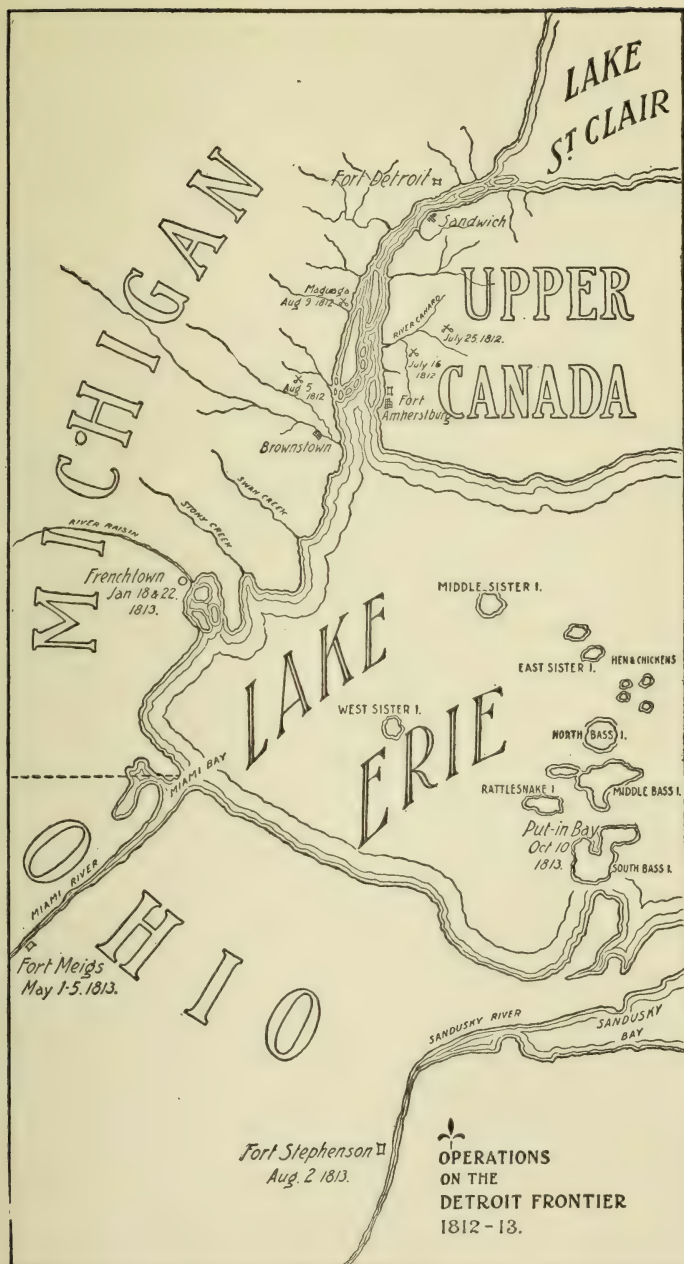 LAKE
ST CLAIR
Fort Detroit
Sandwich
MICHIGAN
UPPER
CANADA
Maguaga
Aug 9 1812
RIVER CANARD
July 25. 1812.
July 16
1812
Aug 5
1812
Fort
Amherstburg
Brownstown
SWAN CREEK
STONY CREEK
RIVER RAISIN
Frenchtown
Jan 18 & 22.
1813.
MIDDLE SISTER I.
EAST SISTER I.
HEN & CHICKENS
LAKE
ERIE
WEST SISTER I.
NORTH BASS I.
MIAMI BAY
RATTLESNAKE I
MIDDLE BASS I.
Put-in Bay
Oct 10
1813.
SOUTH BASS I.
OHIO
MIAMI RIVER
Fort Meigs
May 1-5. 1813.
SANDUSKY RIVER
SANDUSKY
BAY
Fort Stephenson
Aug. 2 1813.
OPERATIONS
ON THE
DETROIT FRONTIER
1812-13.